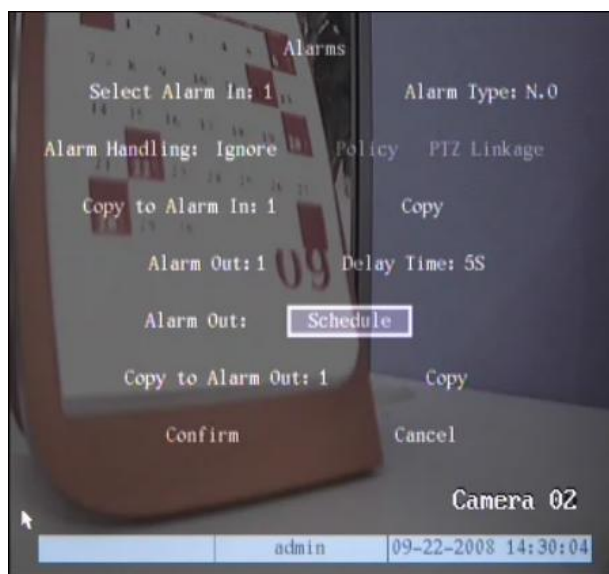 Alarms
Select Alarm In: 1 Alarm Type: N.O
Alarm Handling: Ignore Policy PTZ Linkage
Copy to Alarm In: 1 Copy
Alarm Out: 1 Delay Time: 5S
Alarm Out: Schedule
Copy to Alarm Out: 1 Copy
Confirm Cancel
09
Camera 02
admin 09-22-2008 14:30:04